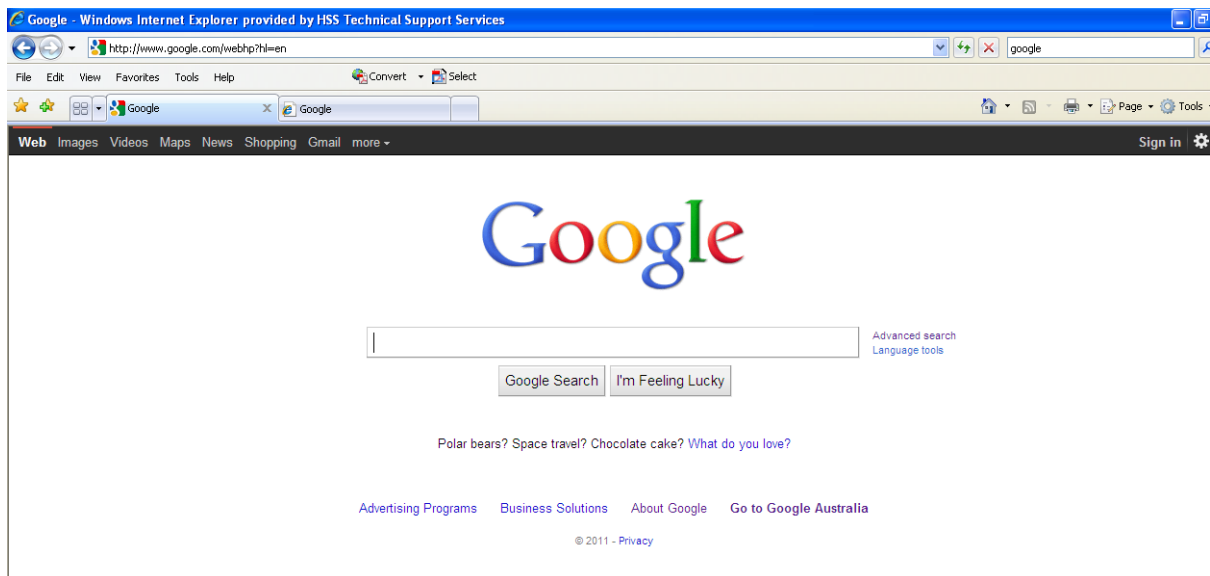 Google - Windows Internet Explorer provided by HSS Technical Support Services
http://www.google.com/webhp?hl=en google
File Edit View Favorites Tools Help Convert Select
Google Google Page Tools
Web Images Videos Maps News Shopping Gmail more Sign in
Google
Advanced search
Language tools
Google Search I'm Feeling Lucky
Polar bears? Space travel? Chocolate cake? What do you love?
Advertising Programs Business Solutions About Google Go to Google Australia
© 2011 - Privacy